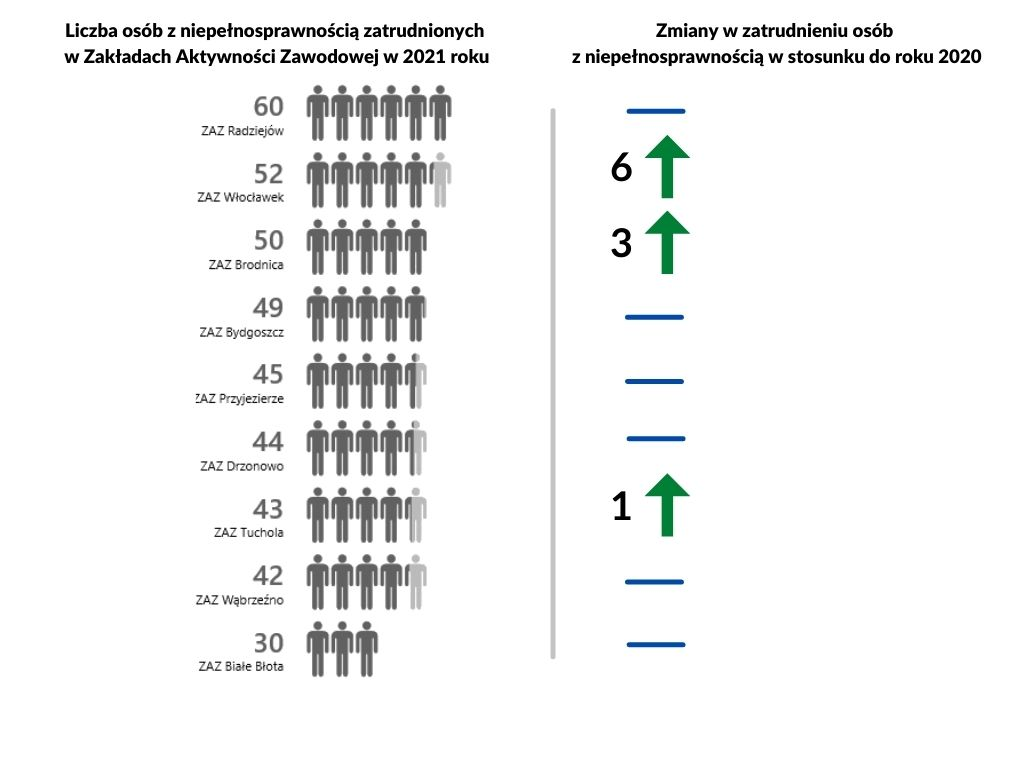 Liczba osób z niepełnosprawnością zatrudnionych
w Zakładach Aktywności Zawodowej w 2021 roku
Zmiany w zatrudnieniu osób
z niepełnosprawnością w stosunku do roku 2020
60
ZAZ Radziejów
52
ZAZ Włocławek
6
50
ZAZ Brodnica
3
49
ZAZ Bydgoszcz
45
ZAZ Przyjezierze
44
ZAZ Drzonowo
43
ZAZ Tuchola
1
42
ZAZ Wąbrzeźno
30
ZAZ Białe Błota